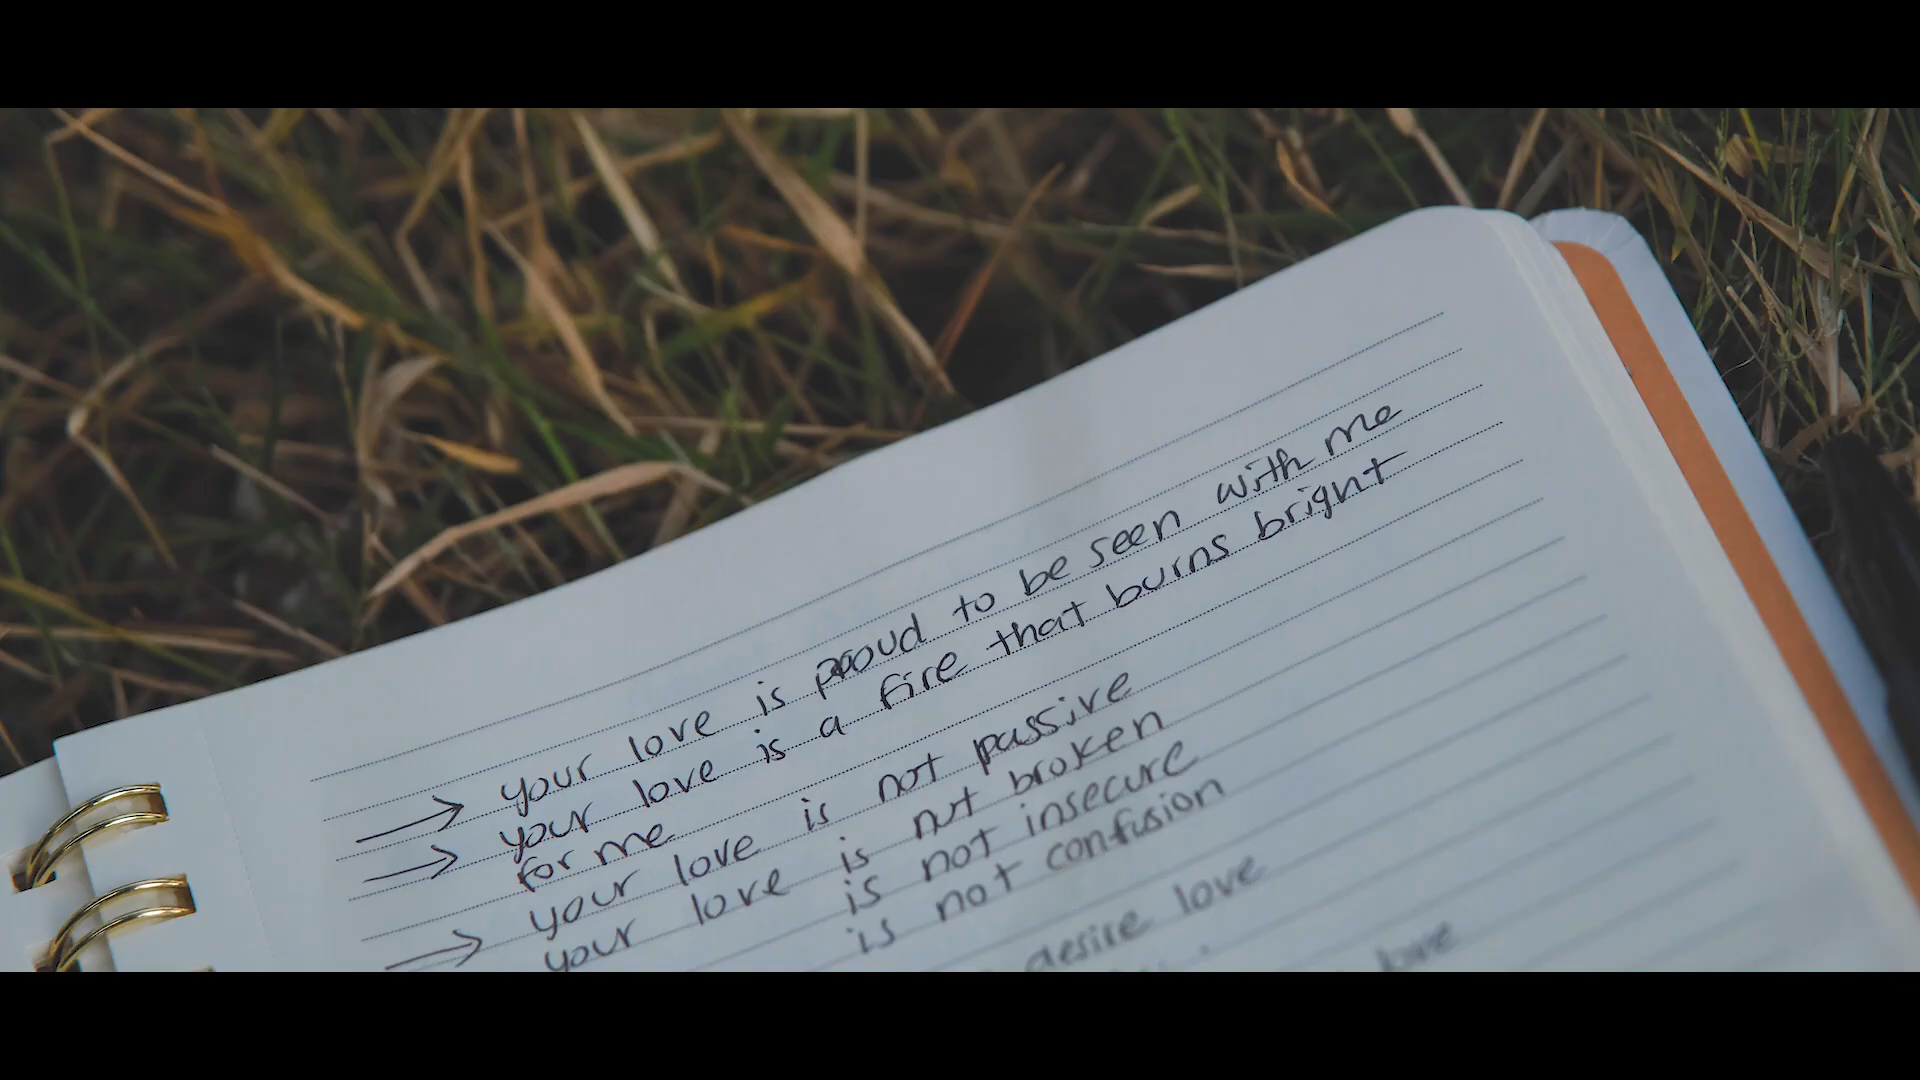 → your love is proud to be seen with me
→ your love is a fire that burns bright
for me
→ your love is not passive
your love is not broken
is not insecure
is not confusion
desire love
love